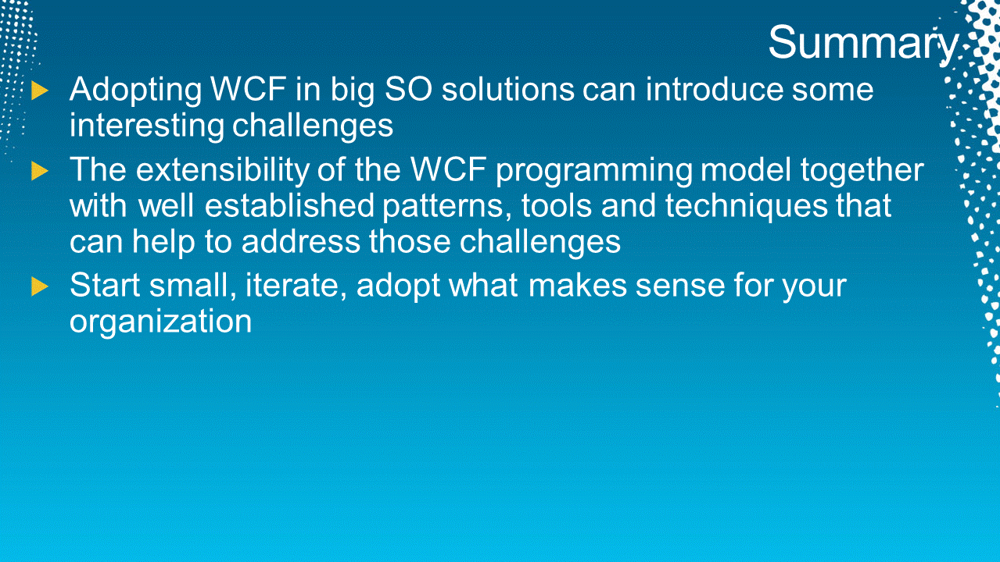 Summary
Adopting WCF in big SO solutions can introduce some
interesting challenges
The extensibility of the WCF programming model together
with well established patterns, tools and techniques that
can help to address those challenges
Start small, iterate, adopt what makes sense for your
organization